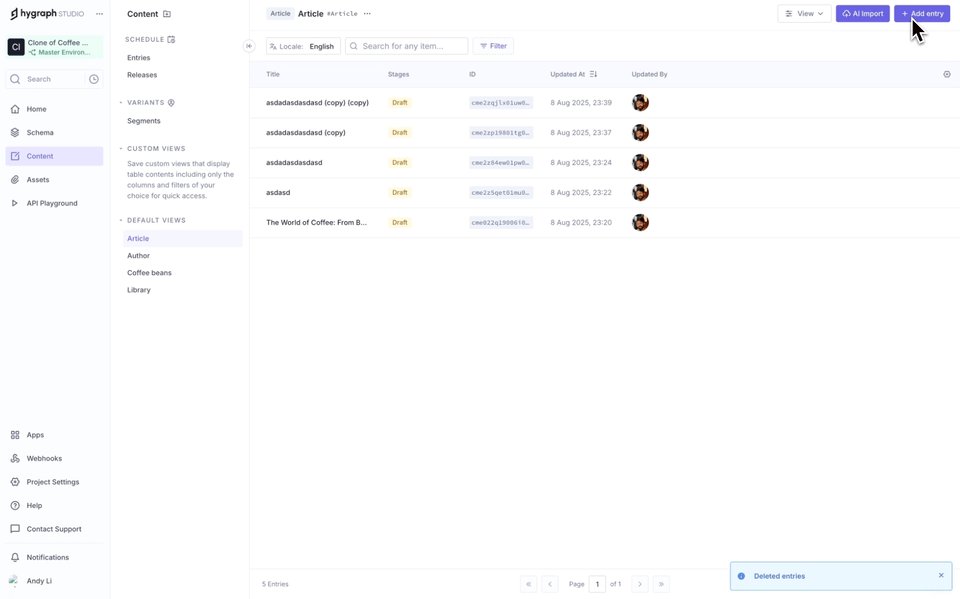 hygraph STUDIO
CI
Clone of Coffee ...
Master Environ...
Search
Home
Schema
Content
Assets
API Playground
Apps
Webhooks
Project Settings
Help
Contact Support
Notifications
Andy Li
Content
SCHEDULE
Entries
Releases
VARIANTS
Segments
CUSTOM VIEWS
Save custom views that display
table contents including only the
columns and filters of your
choice for quick access.
DEFAULT VIEWS
Article
Author
Coffee beans
Library
Article Article #Article
View
AI Import
+ Add entry
Locale: English
Search for any item...
Filter
Title Stages ID Updated At Updated By
asdadasdasdasd (copy) (copy) Draft 8 Aug 2025, 23:39
asdadasdasdasd (copy) Draft 8 Aug 2025, 23:37
asdadasdasdasd Draft 8 Aug 2025, 23:24
asdasd Draft 8 Aug 2025, 23:22
The World of Coffee: From B... Draft 8 Aug 2025, 23:20
5 Entries
Page 1 of 1
Deleted entries